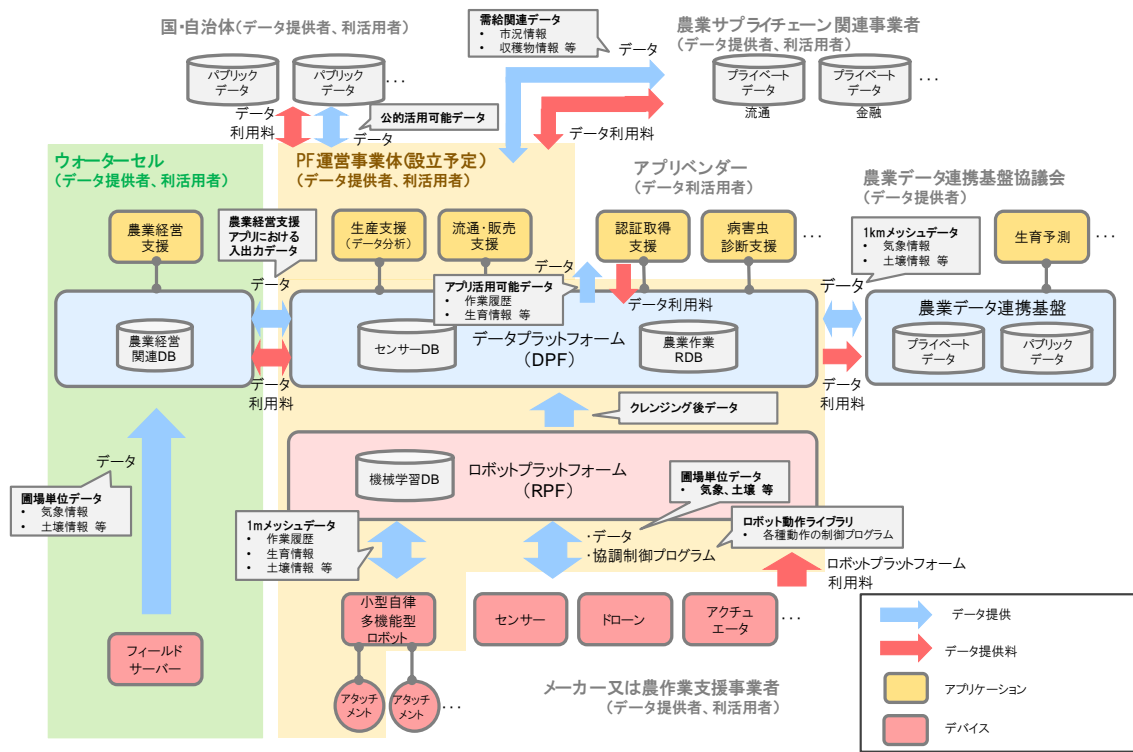 国・自治体(データ提供者、利活用者)
パブリック
データ
パブリック
データ
・・・
需給関連データ
• 市況情報
• 収穫物情報 等
データ
農業サプライチェーン関連事業者
(データ提供者、利活用者)
プライベート
データ
流通
プライベート
データ
金融
・・・
データ
利用料
データ
公的活用可能データ
データ利用料
ウォーターセル
(データ提供者、利活用者)
PF運営事業体(設立予定)
(データ提供者、利活用者)
アプリベンダー
(データ利活用者)
農業データ連携基盤協議会
(データ提供者)
農業経営
支援
農業経営支援
アプリにおける
入出力データ
生産支援
(データ分析)
流通・販売
支援
認証取得
支援
病害虫
診断支援
・・・
1kmメッシュデータ
• 気象情報
• 土壌情報 等
生育予測
・・・
データ
アプリ活用可能データ
• 作業履歴
• 生育情報 等
データ
データ利用料
データ
農業経営
関連DB
センサーDB
データプラットフォーム
(DPF)
農業作業
RDB
農業データ連携基盤
プライベート
データ
パブリック
データ
データ
利用料
データ
利用料
クレンジング後データ
データ
圃場単位データ
• 気象情報
• 土壌情報 等
機械学習DB
ロボットプラットフォーム
(RPF)
圃場単位データ
• 気象、土壌 等
1mメッシュデータ
• 作業履歴
• 生育情報
• 土壌情報 等
・データ
・協調制御プログラム
ロボット動作ライブラリ
• 各種動作の制御プログラム
ロボットプラットフォーム
利用料
小型自律
多機能型
ロボット
センサー
ドローン
アクチュ
エータ
・・・
フィールド
サーバー
アタッチ
メント
アタッチ
メント
・・・
メーカー又は農作業支援事業者
(データ提供者、利活用者)
データ提供
データ提供料
アプリケーション
デバイス